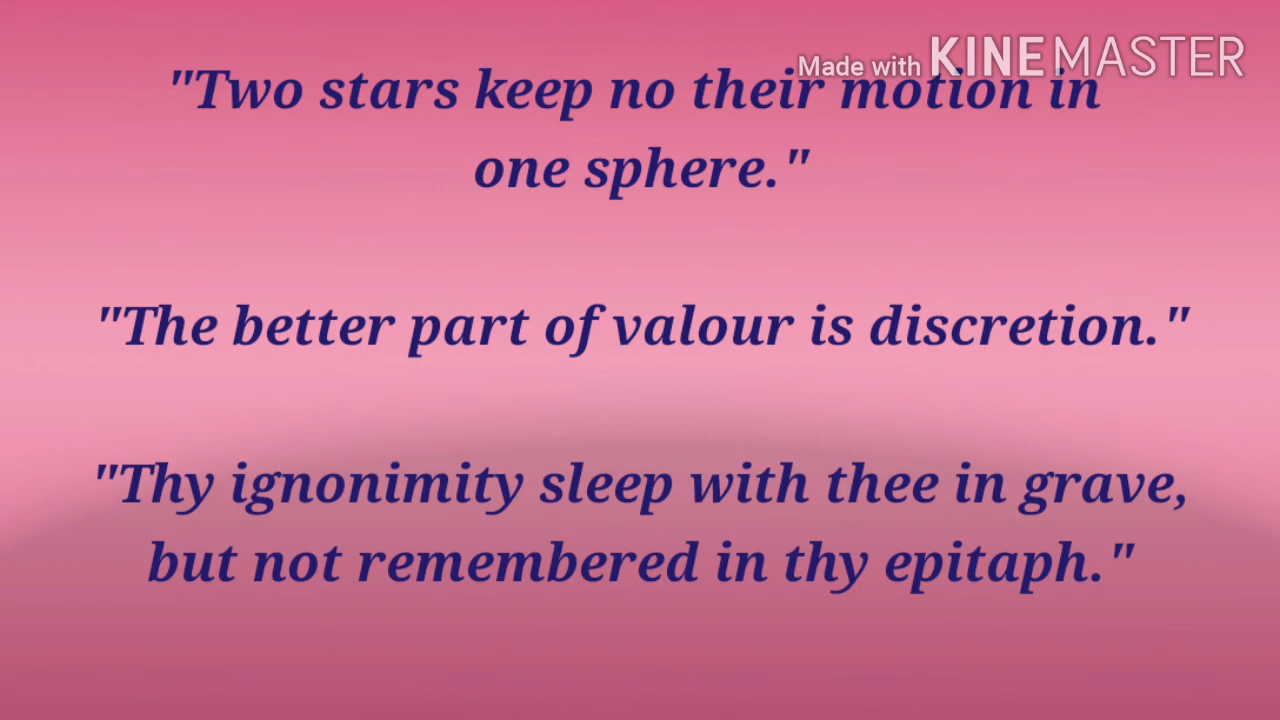 Made with KINEMASTER
"Two stars keep no their motion in
one sphere."
"The better part of valour is discretion."
"Thy ignonimity sleep with thee in grave,
but not remembered in thy epitaph."